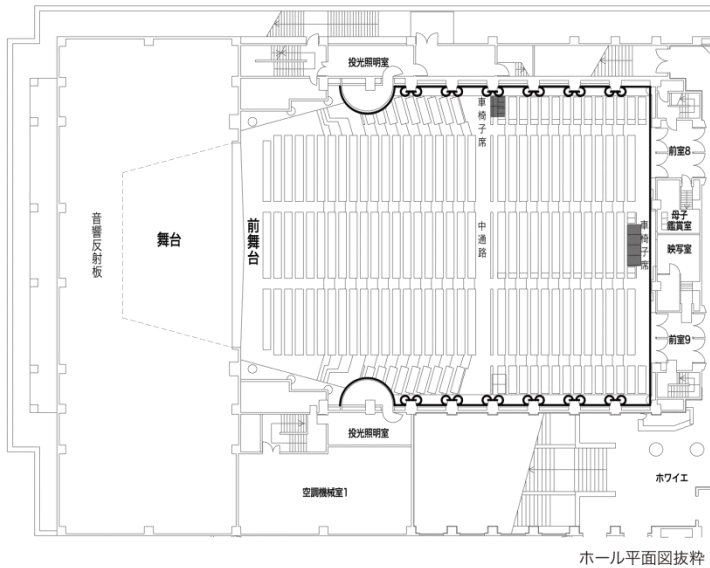 投光照明室
車椅子席
前室8
母子
鑑賞室
車椅子席
映写室
中通路
前舞台
舞台
音響反射板
前室9
投光照明室
空調機械室1
ホワイエ
ホール平面図抜粋